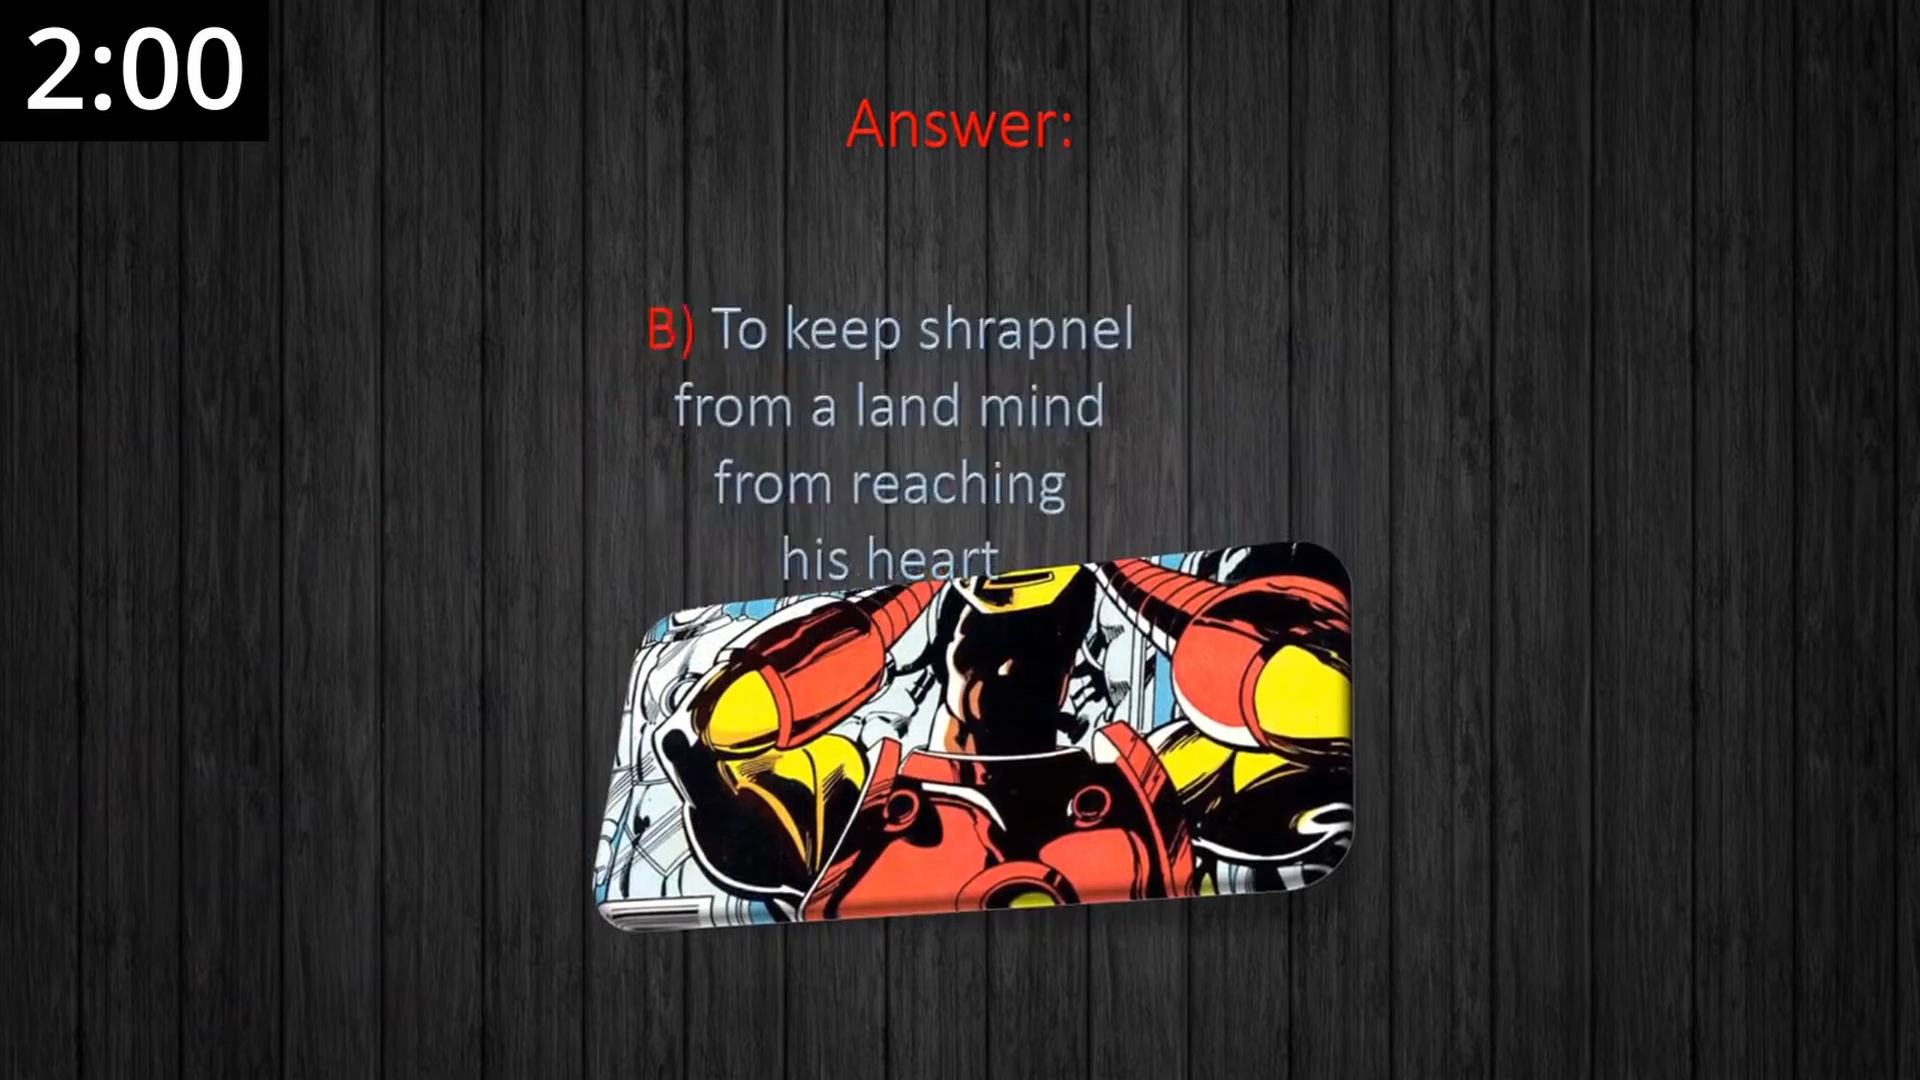 2:00
Answer:
B) To keep shrapnel
from a land mind
from reaching
his heart